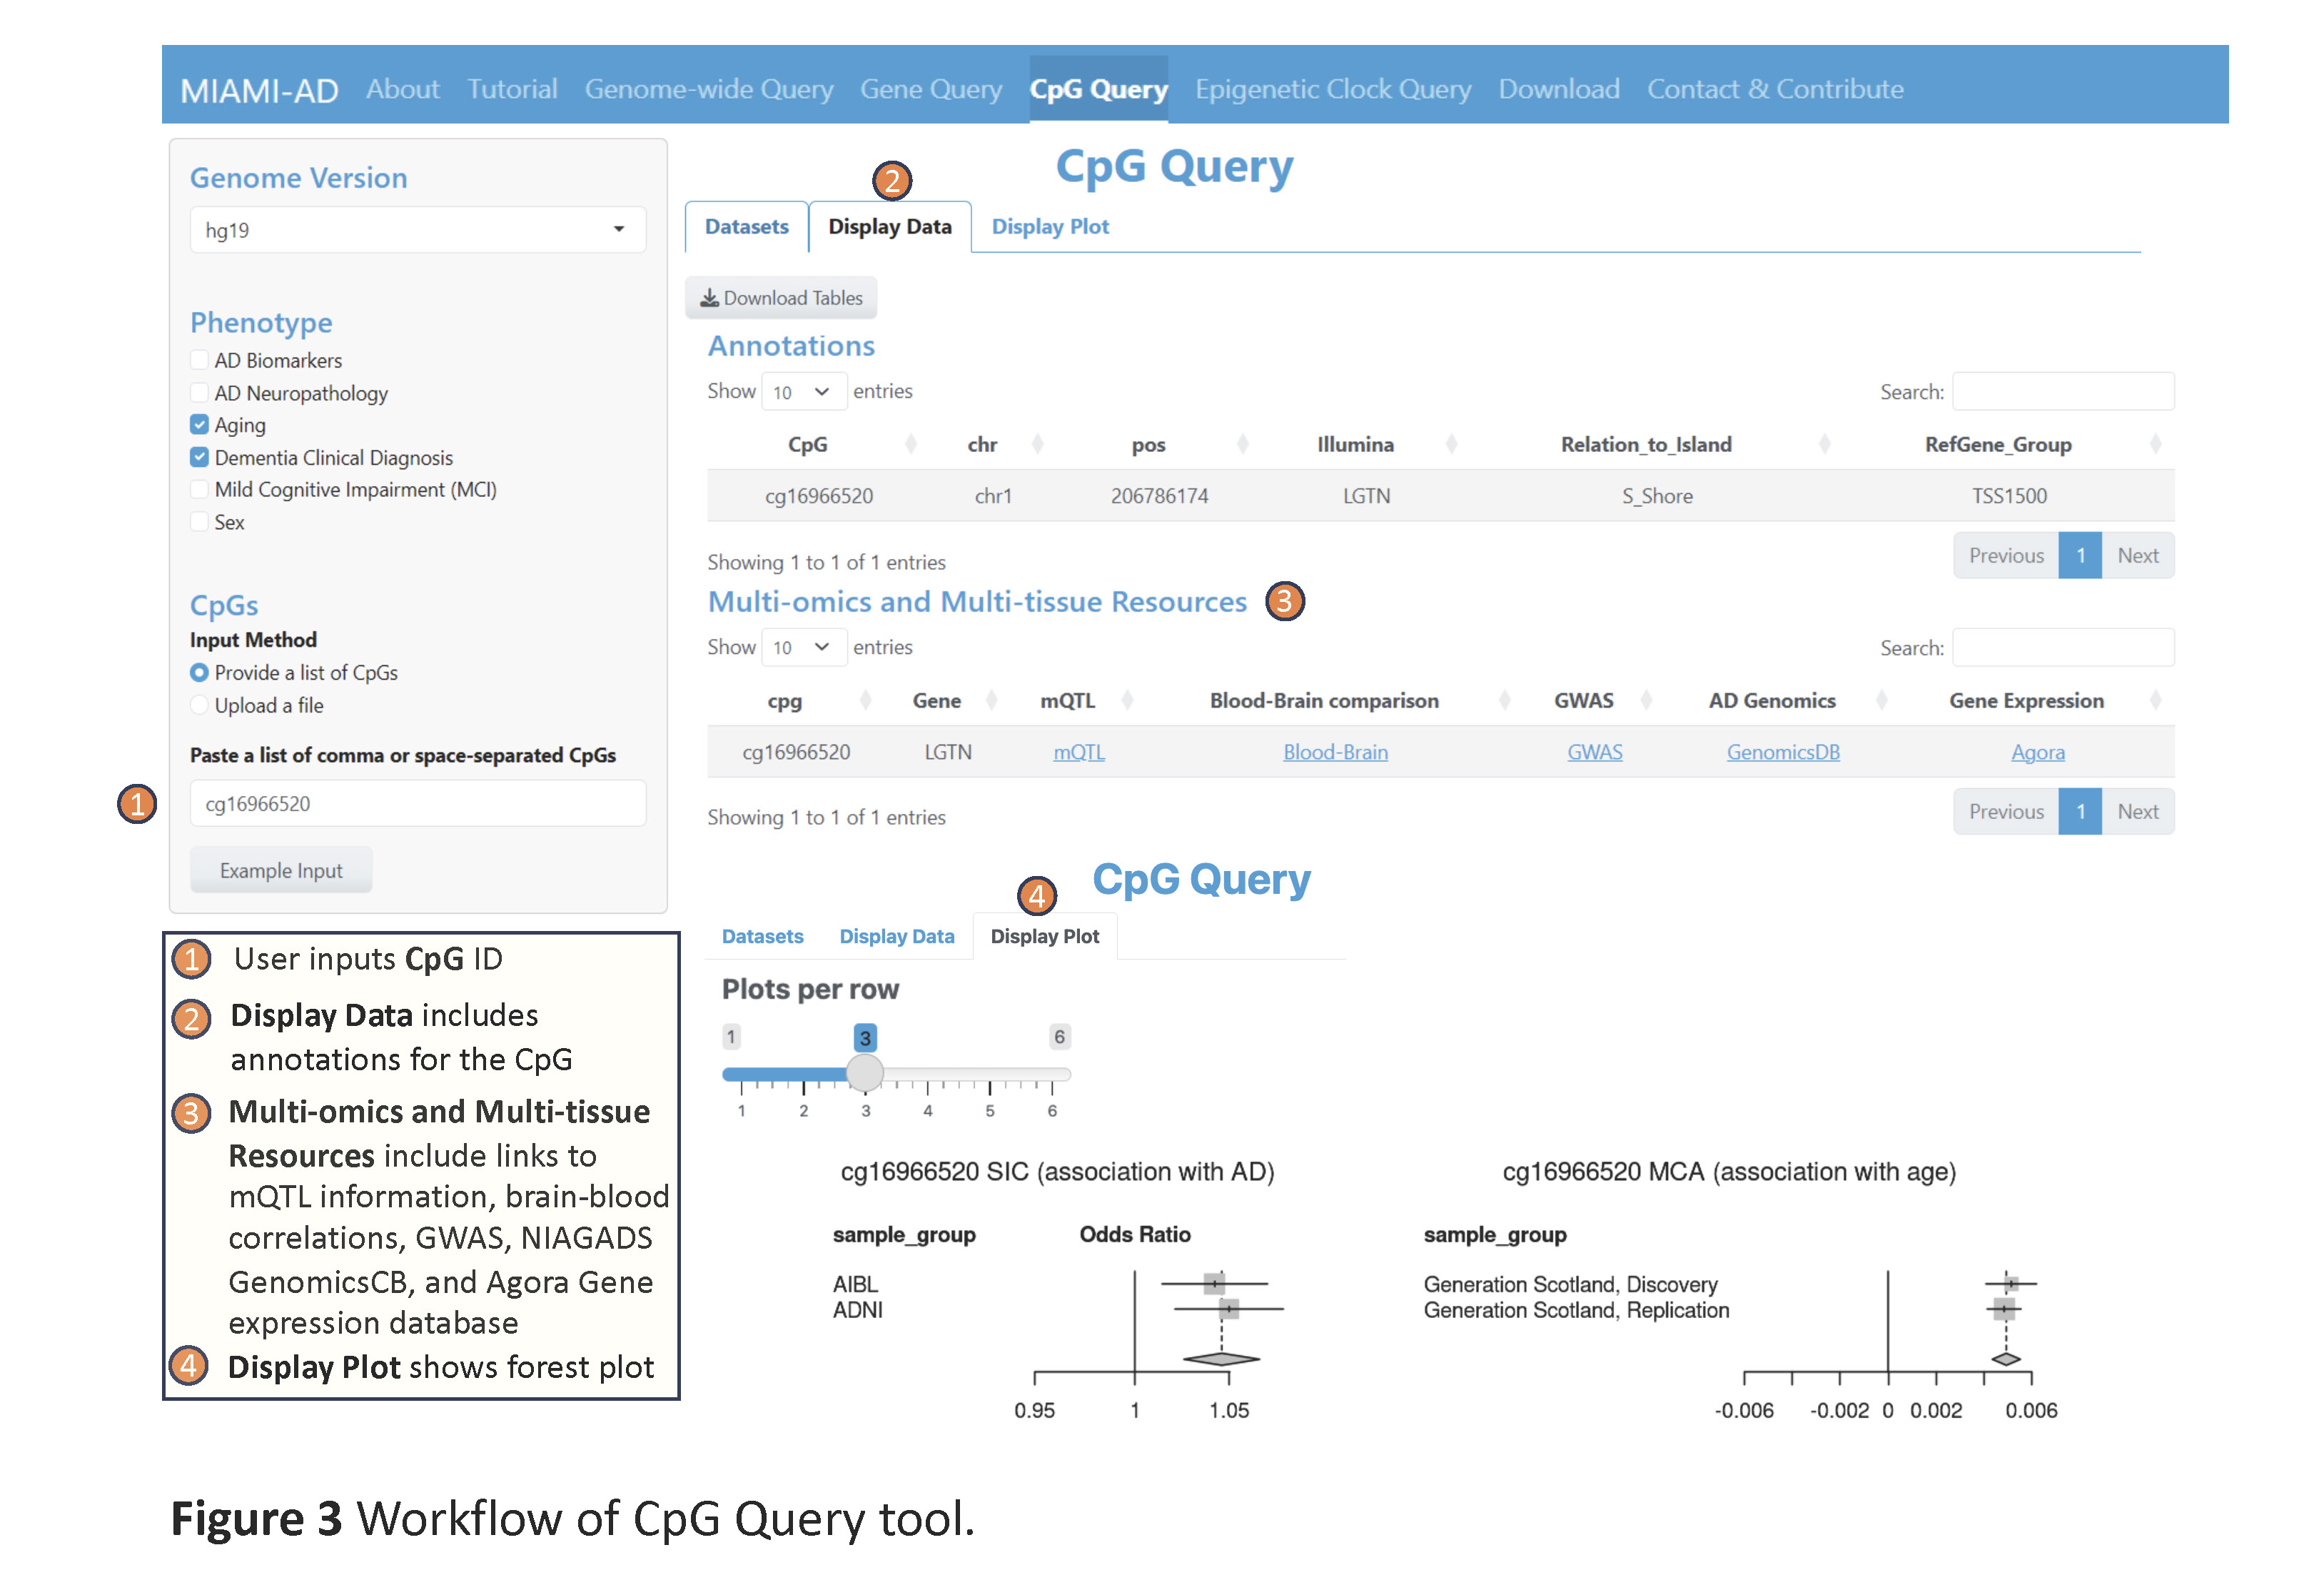 MIAMI-AD About Tutorial Genome-wide Query Gene Query CpG Query Epigenetic Clock Query Download Contact & Contribute
Genome Version
hg19
Phenotype
AD Biomarkers
AD Neuropathology
Aging
Dementia Clinical Diagnosis
Mild Cognitive Impairment (MCI)
Sex
CpGs
Input Method
Provide a list of CpGs
Upload a file
Paste a list of comma or space-separated CpGs
1
cg16966520
Example Input
CpG Query
2
Datasets Display Data Display Plot
Download Tables
Annotations
Show 10 entries Search:
CpG chr pos Illumina Relation_to_Island RefGene_Group
cg16966520 chr1 206786174 LGTN S_Shore TSS1500
Showing 1 to 1 of 1 entries
Previous 1 Next
Multi-omics and Multi-tissue Resources 3
Show 10 entries Search:
cpg Gene mQTL Blood-Brain comparison GWAS AD Genomics Gene Expression
cg16966520 LGTN mQTL Blood-Brain GWAS GenomicsDB Agora
Showing 1 to 1 of 1 entries
Previous 1 Next
1 User inputs CpG ID
2 Display Data includes
annotations for the CpG
3 Multi-omics and Multi-tissue
Resources include links to
mQTL information, brain-blood
correlations, GWAS, NIAGADS
GenomicsCB, and Agora Gene
expression database
4 Display Plot shows forest plot
CpG Query
4
Datasets Display Data Display Plot
Plots per row
1 3 6
1 2 3 4 5 6
cg16966520 SIC (association with AD)
sample_group Odds Ratio
AIBL
ADNI
0.95 1 1.05
cg16966520 MCA (association with age)
sample_group
Generation Scotland, Discovery
Generation Scotland, Replication
-0.006 -0.002 0 0.002 0.006
Figure 3 Workflow of CpG Query tool.